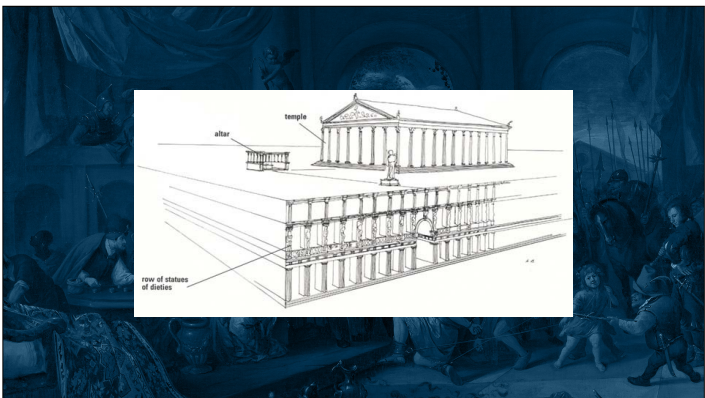 temple
altar
row of statues
of dieties